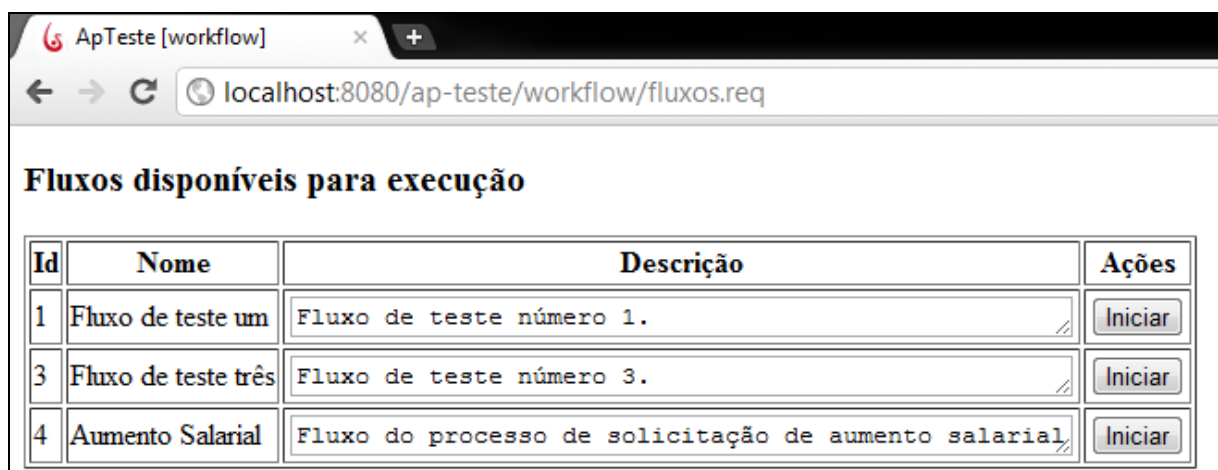 ApTeste [workflow]
localhost:8080/ap-teste/workflow/fluxos.req
Fluxos disponíveis para execução
Id Nome Descrição Ações
1 Fluxo de teste um Fluxo de teste número 1. Iniciar
3 Fluxo de teste três Fluxo de teste número 3. Iniciar
4 Aumento Salarial Fluxo do processo de solicitação de aumento salarial Iniciar